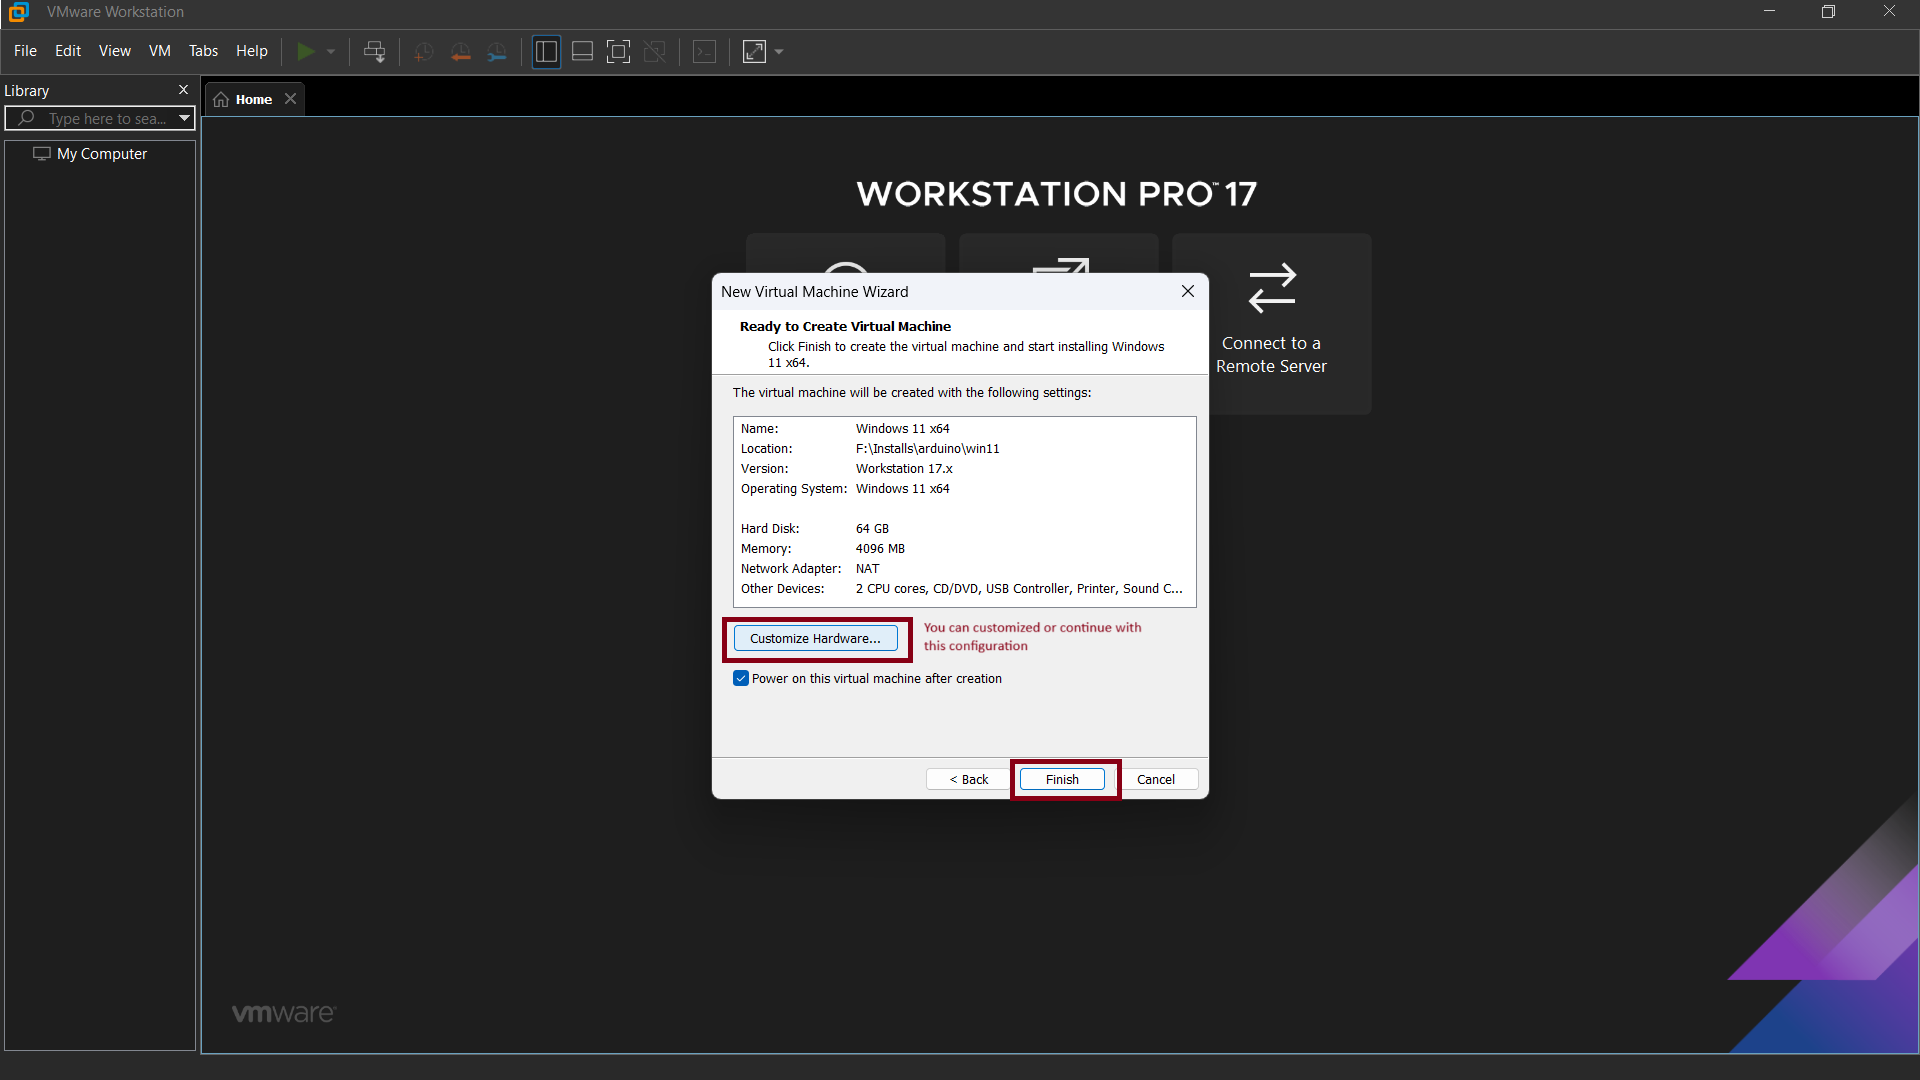 VMware Workstation
File Edit View VM Tabs Help
Library
Type here to sea...
My Computer
Home
WORKSTATION PRO™ 17
Connect to a
Remote Server
New Virtual Machine Wizard
Ready to Create Virtual Machine
Click Finish to create the virtual machine and start installing Windows
11 x64.
The virtual machine will be created with the following settings:
Name: Windows 11 x64
Location: F:\Installs\arduino\win11
Version: Workstation 17.x
Operating System: Windows 11 x64
Hard Disk: 64 GB
Memory: 4096 MB
Network Adapter: NAT
Other Devices: 2 CPU cores, CD/DVD, USB Controller, Printer, Sound C...
Customize Hardware...
You can customized or continue with
this configuration
Power on this virtual machine after creation
< Back Finish Cancel
vmware